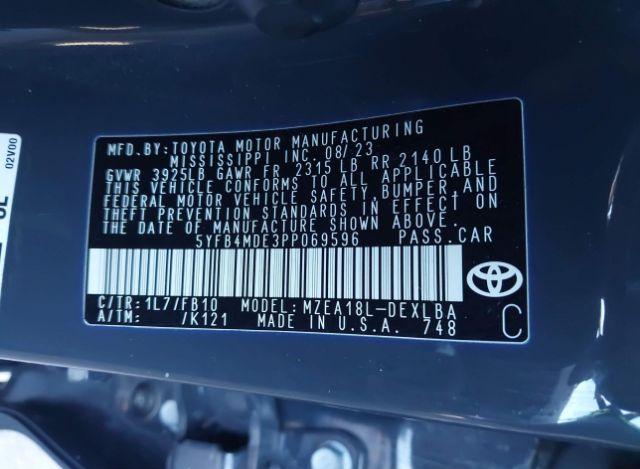 MFD.BY:TOYOTA MOTOR MANUFACTURING
MISSISSIPPI INC. 08/23
GVWR 3925LB GAWR FR 2315 LB RR 2140 LB
THIS VEHICLE CONFORMS TO ALL APPLICABLE
FEDERAL MOTOR VEHICLE SAFETY, BUMPER, AND
THEFT PREVENTION STANDARDS IN EFFECT ON
THE DATE OF MANUFACTURE SHOWN ABOVE.
5YFB4MDE3PP069596 PASS.CAR
C/TR:1L7/FB10 MODEL:MZEA18L-DEXLBA
A/TM: /K121 MADE IN U.S.A. 748
C
02V00